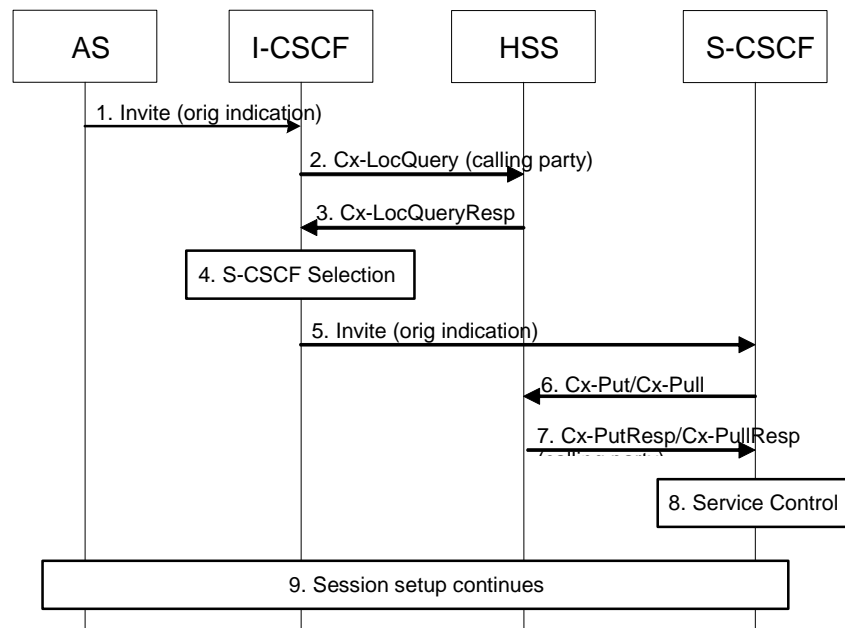 AS I-CSCF HSS S-CSCF
1. Invite (orig indication)
2. Cx-LocQuery (calling party)
3. Cx-LocQueryResp
4. S-CSCF Selection
5. Invite (orig indication)
6. Cx-Put/Cx-Pull
7. Cx-PutResp/Cx-PullResp
8. Service Control
9. Session setup continues